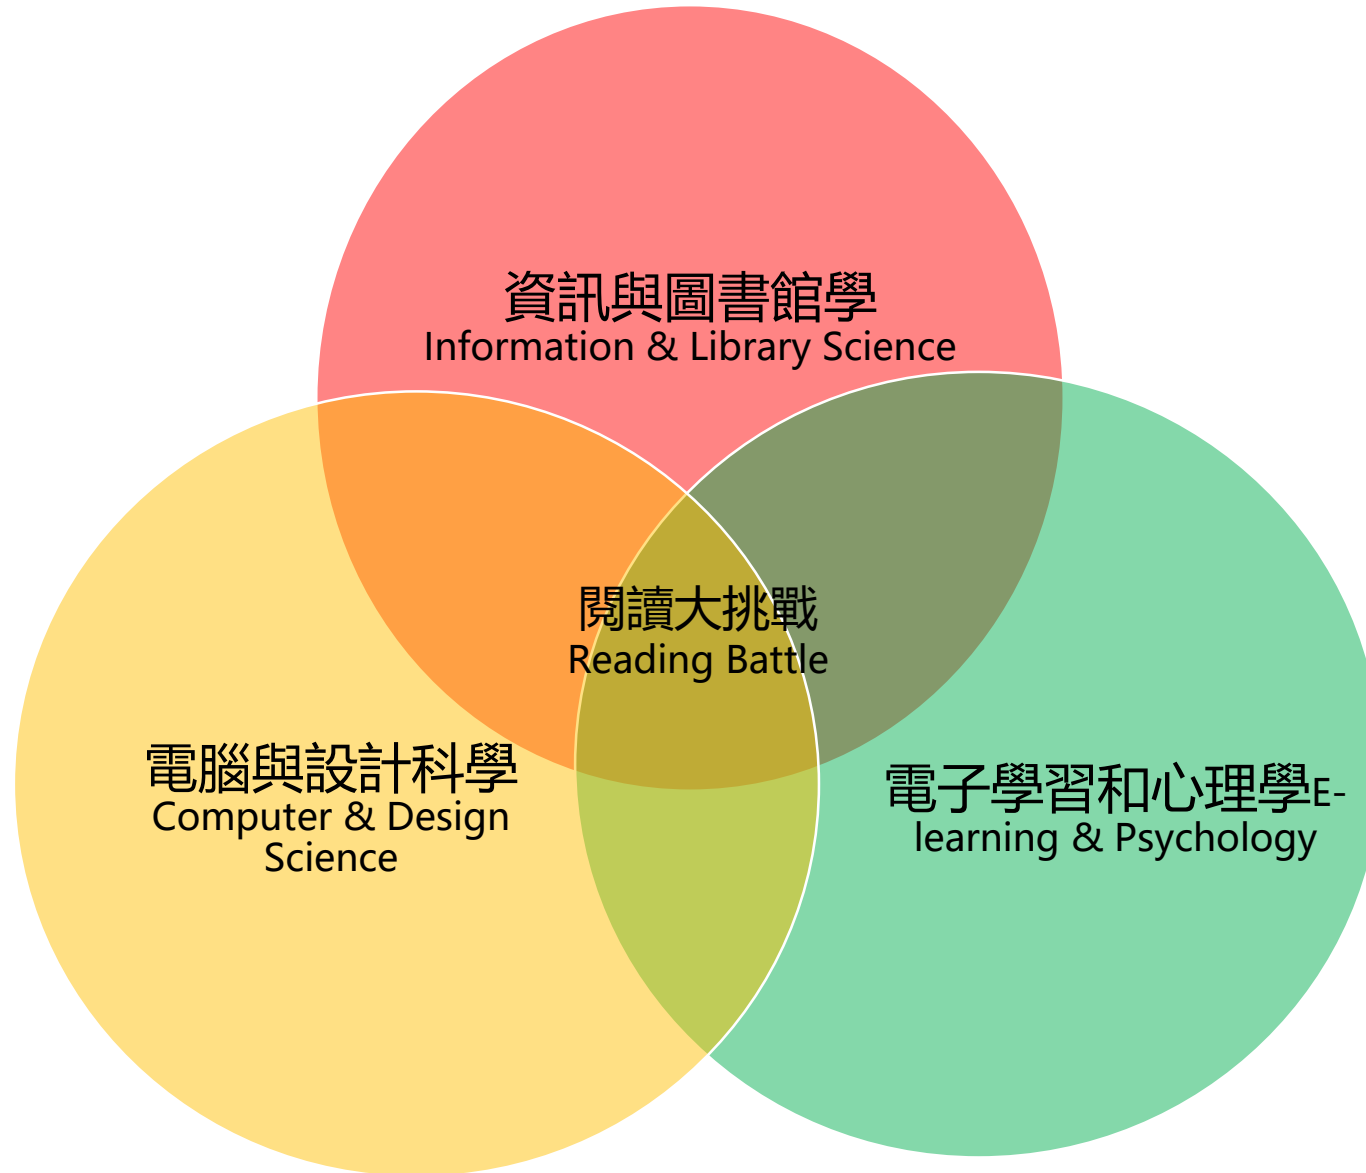 資訊與圖書館學
Information & Library Science
閱讀大挑戰
Reading Battle
電腦與設計科學
Computer & Design
Science
電子學習和心理學E-
learning & Psychology